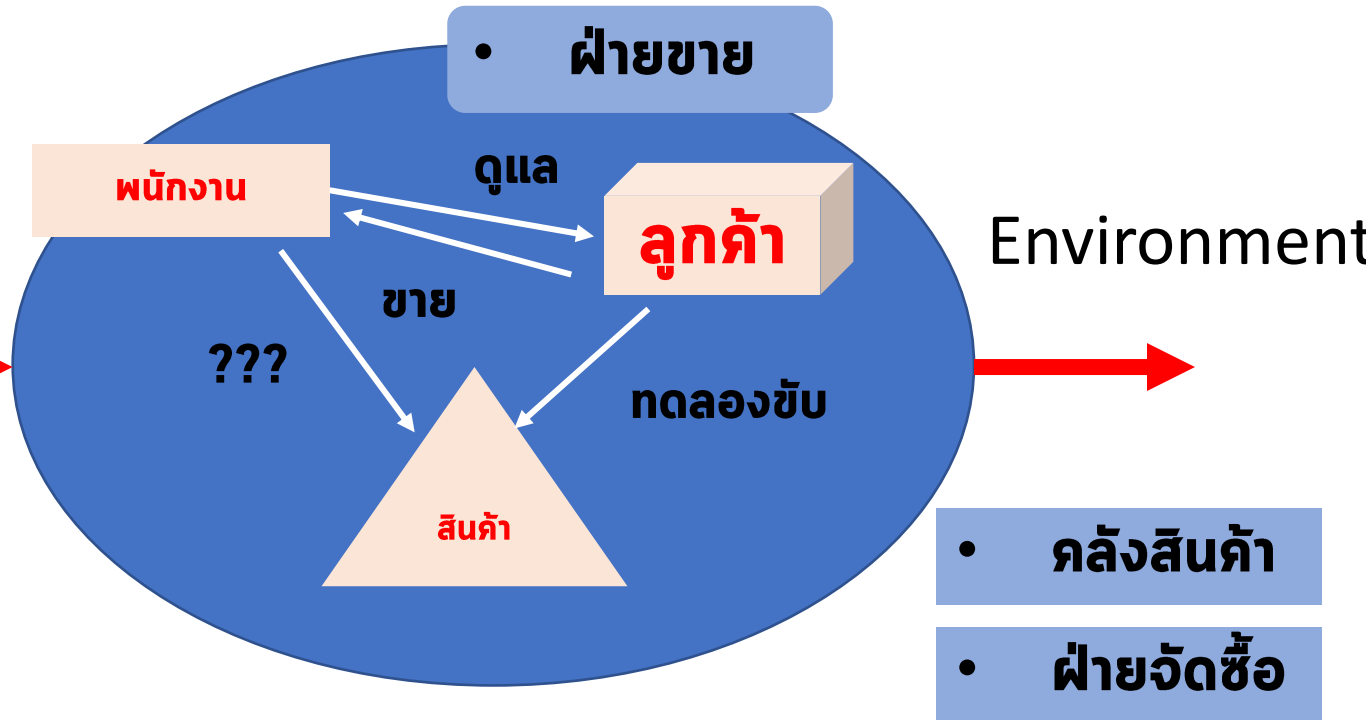 • ฝ่ายขาย
ดูแล
พนักงาน
ลูกค้า
Environment
ขาย
???
ทดลองขับ
สินค้า
• คลังสินค้า
• ฝ่ายจัดซื้อ